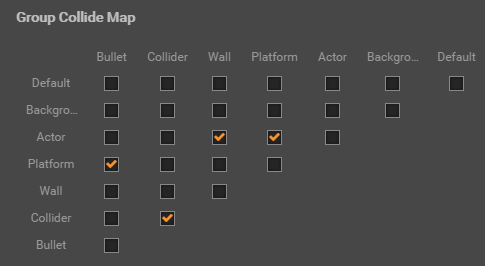 Group Collide Map
Bullet Collider Wall Platform Actor Backgro... Default
Default
Backgro...
Actor
Platform
Wall
Collider
Bullet